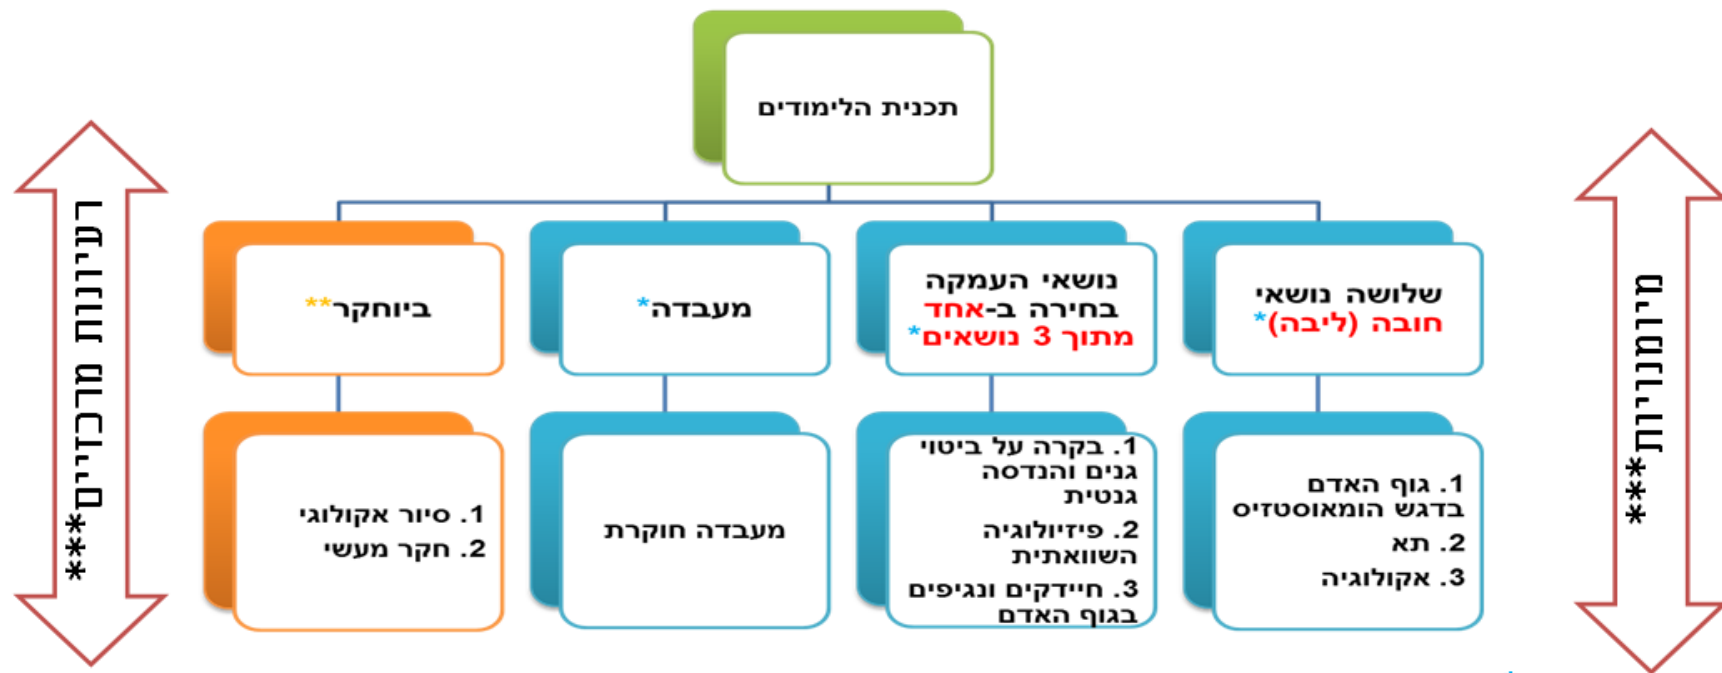 תכנית הלימודים
שלושה נושאי
חובה (ליבה)*
נושאי העמקה
בחירה ב-אחד
מתוך 3 נושאים*
מעבדה*
ביוחקר**
1. גוף האדם
בדגש הומאוסטזיס
2. תא
3. אקולוגיה
1. בקרה על ביטוי
גנים והנדסה
גנטית
2. פיזיולוגיה
השוואתית
3. חיידקים ונגיפים
בגוף האדם
מעבדה חוקרת
1. סיור אקולוגי
2. חקר מעשי
מיומנויות***
רעיונות מרכזיים***